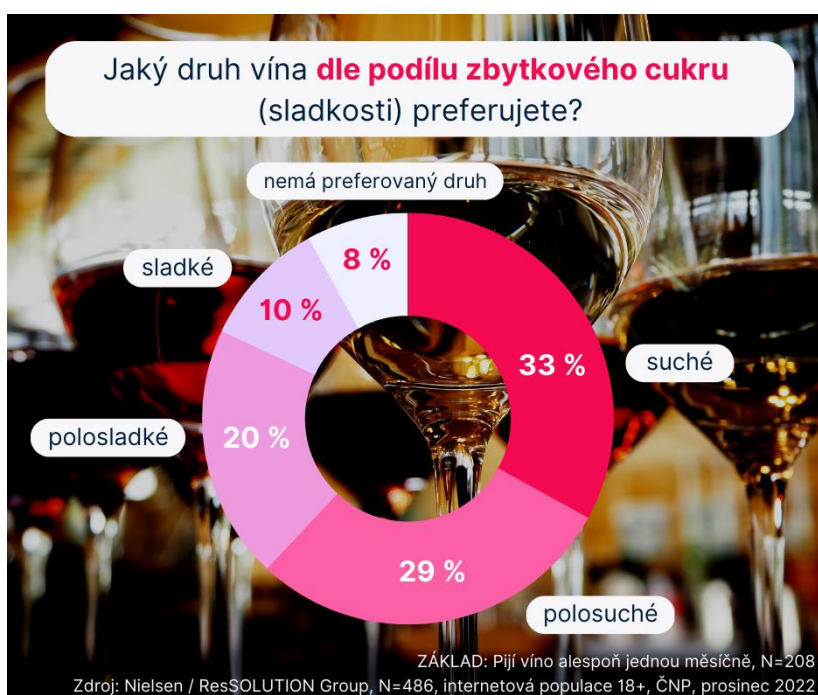 Jaký druh vína dle podílu zbytkového cukru
(sladkosti) preferujete?
nemá preferovaný druh
8 %
sladké
10 %
33 %
suché
polosladké
20 %
29 %
polosuché
ZÁKLAD: Pijí víno alespoň jednou měsíčně, N=208
Zdroj: Nielsen / ResSOLUTION Group, N=486, internetová populace 18+, ČNP, prosinec 2022